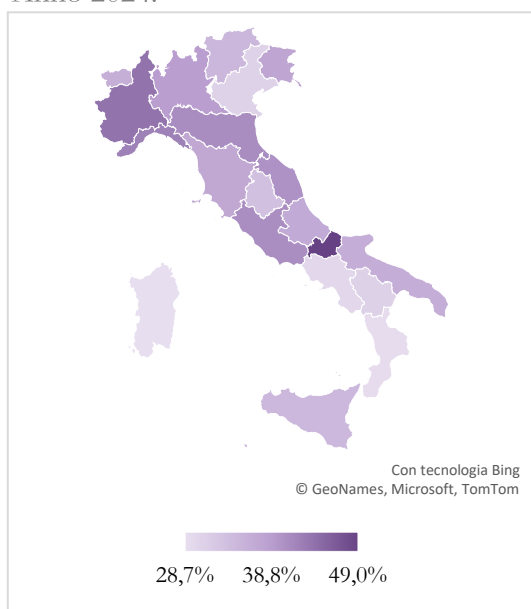 Anno 2024.
Con tecnologia Bing
© GeoNames, Microsoft, TomTom
28,7% 38,8% 49,0%